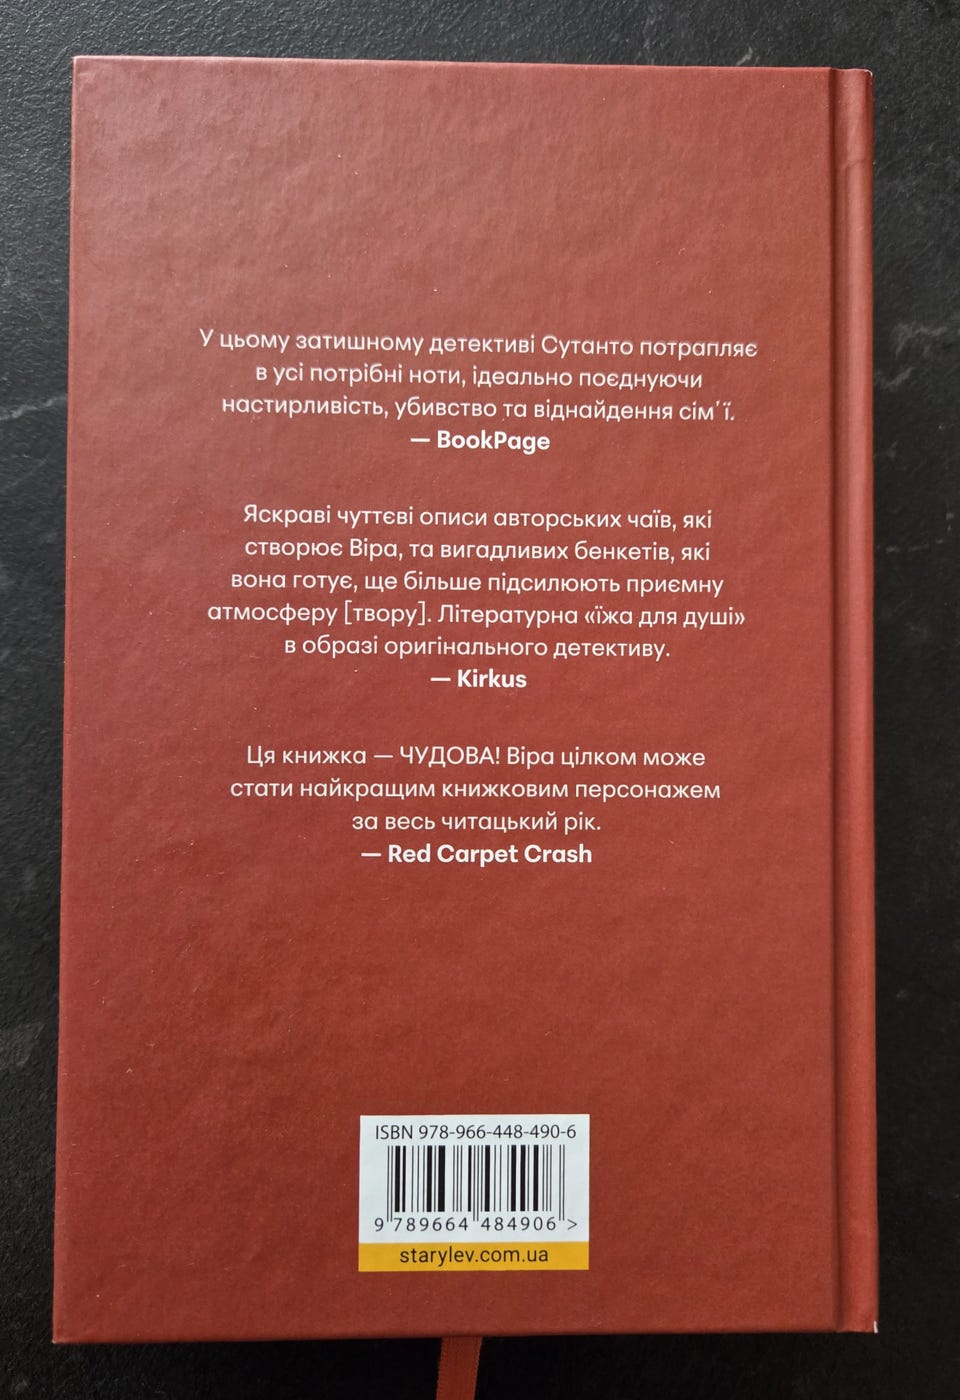 У цьому затишному детективі Сутанто потрапляє
в усі потрібні ноти, ідеально поєднуючи
настирливість, убивство та віднайдення сім'ї.
— BookPage
Яскраві чуттєві описи авторських чаїв, які
створює Віра, та вигадливих бенкетів, які
вона готує, ще більше підсилюють приємну
атмосферу [твору]. Літературна «їжа для душі»
в образі оригінального детективу.
— Kirkus
Ця книжка — ЧУДОВА! Віра цілком може
стати найкращим книжковим персонажем
за весь читацький рік.
— Red Carpet Crash
ISBN 978-966-448-490-6
9 789664 484906 >
starylev.com.ua